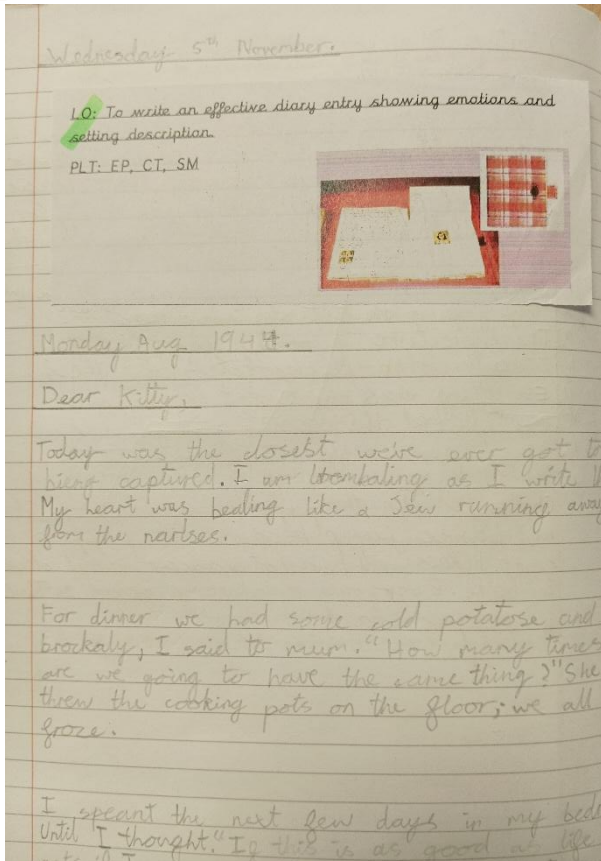 Wednesday 5th November.
LO: To write an effective diary entry showing emotions and
setting description
PLT: EP, CT, SM
Monday Aug 1944.
Dear Kitty,
Today was the closest we've ever got to
being captured. I am trembaling as I write
My heart was beating like a Jew running away
from the nartses.
For dinner we had some cold potatose and
brockaly, I said to mum. "How many times
are we going to have the same thing?" She
threw the cooking pots on the floor; we all
froze.
I speant the next few days in my
Until I thought. "If this is as good a life